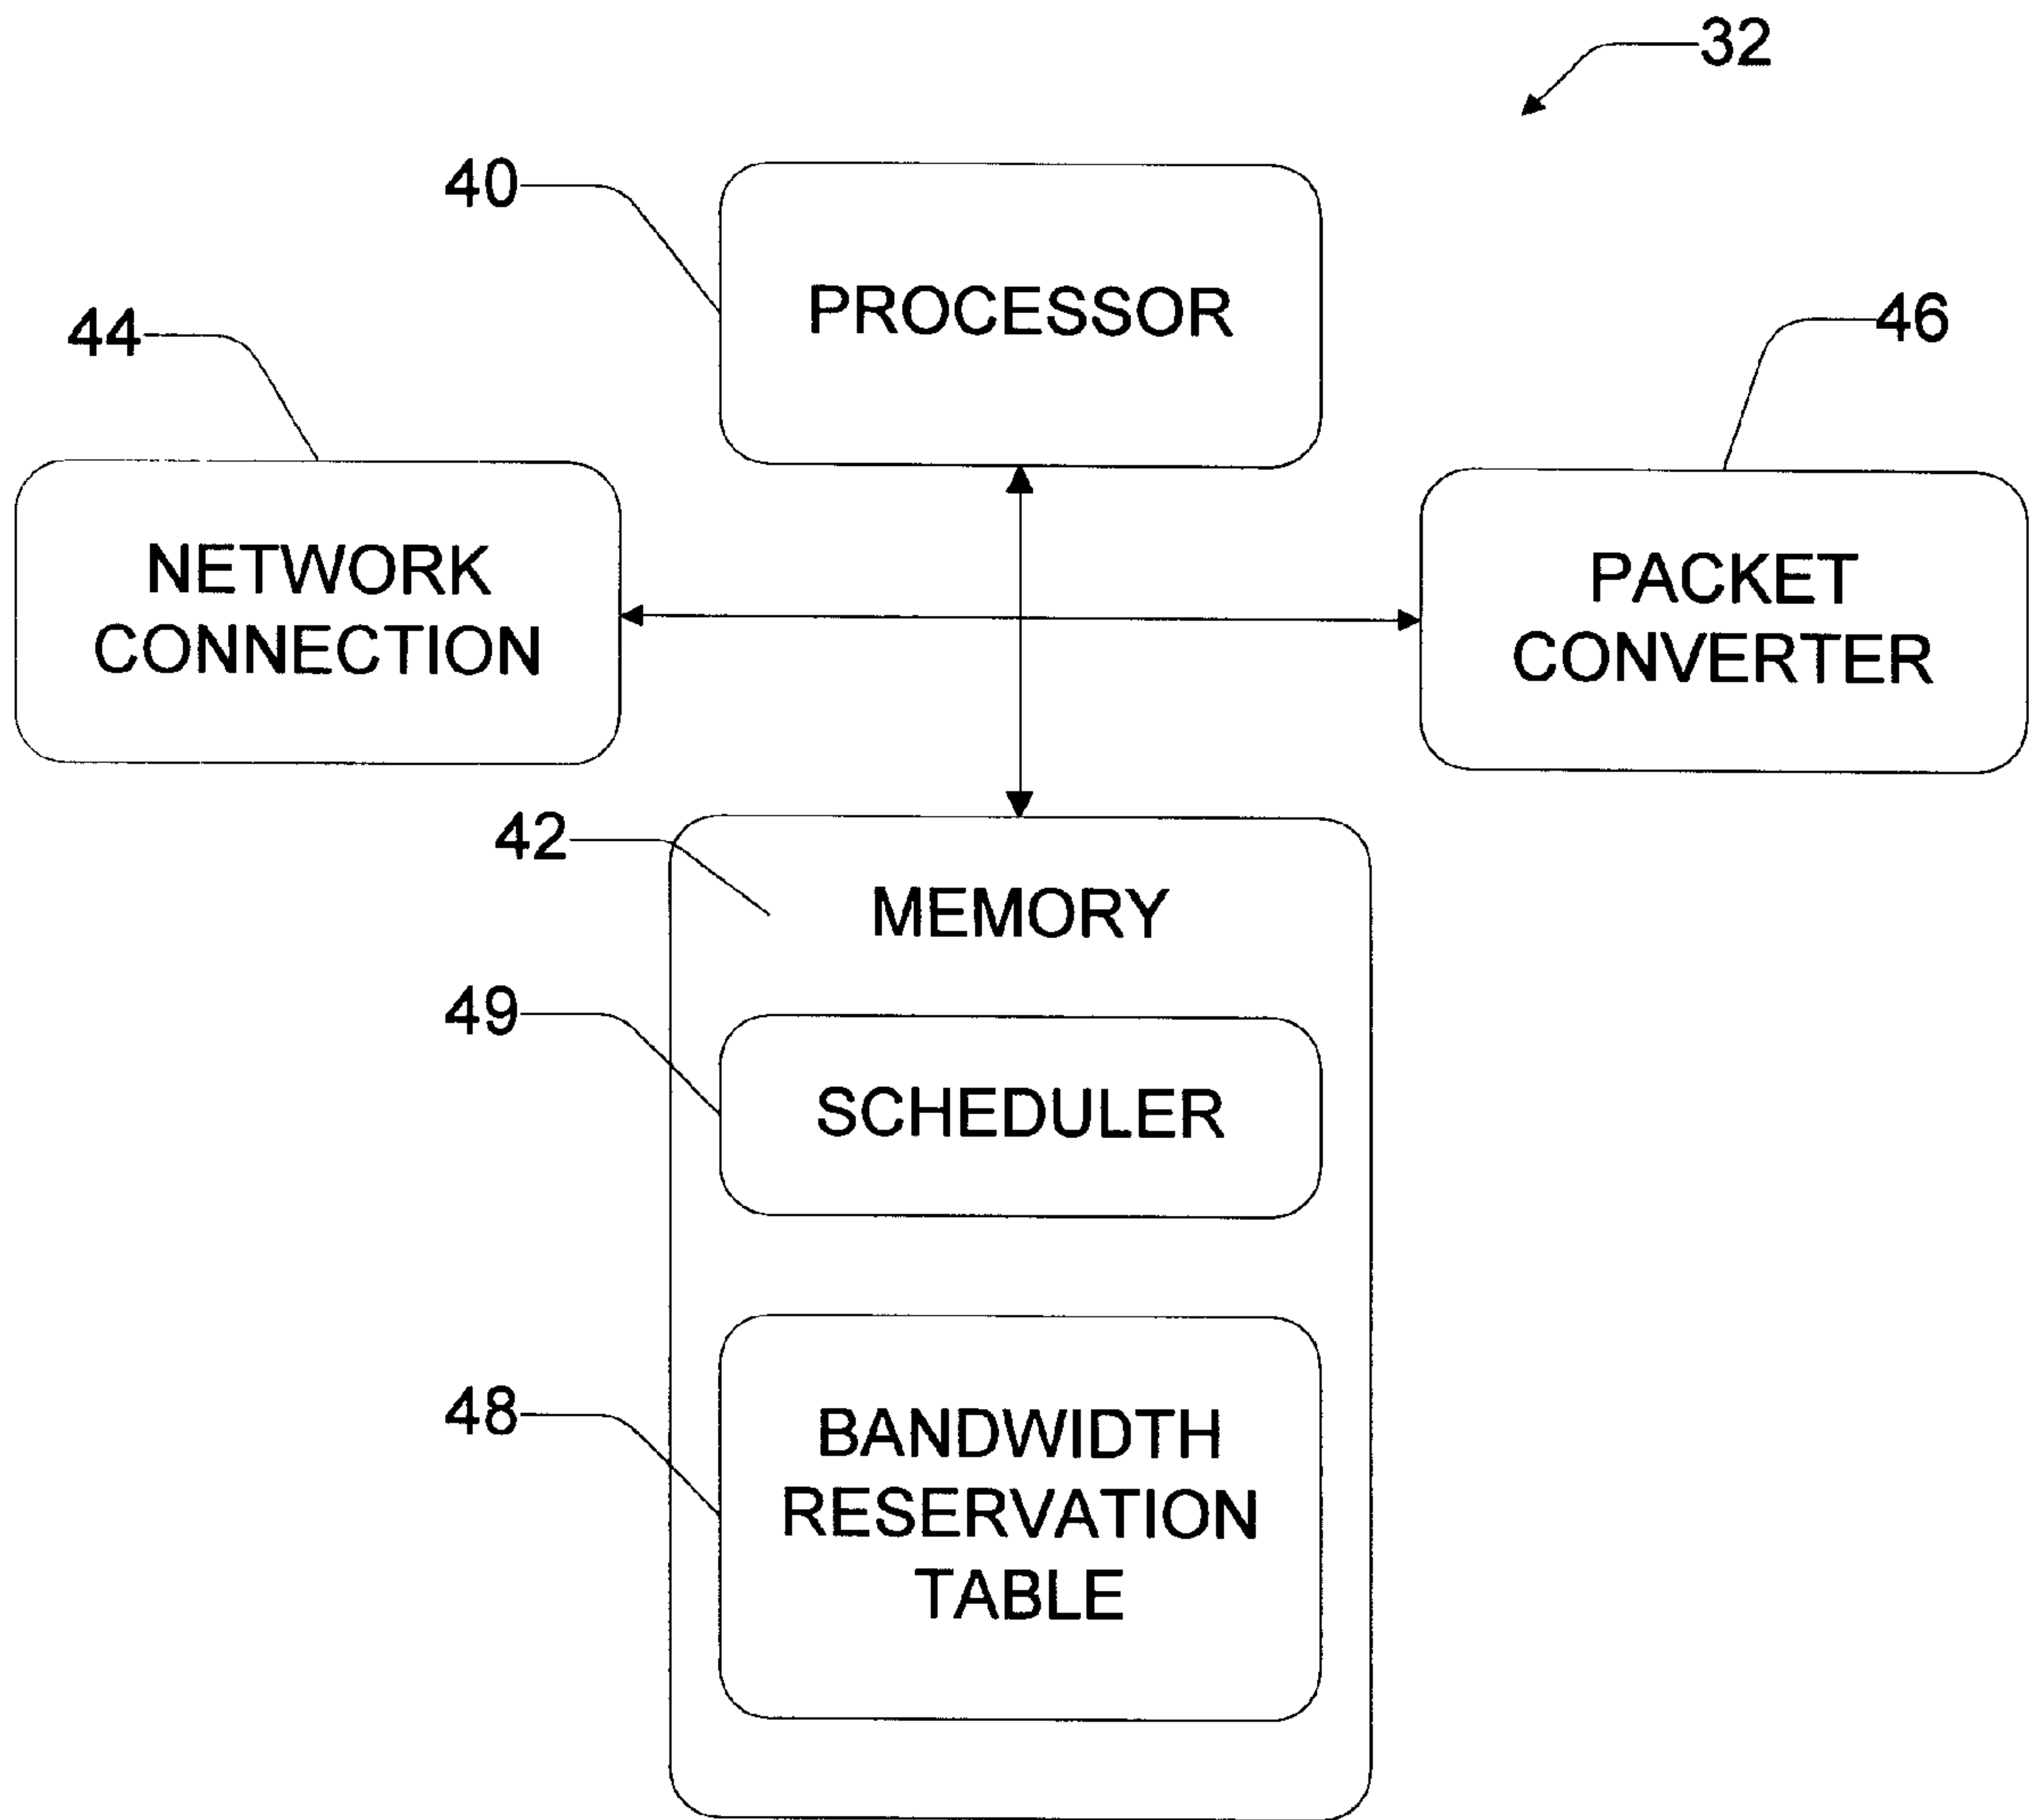 32
40
PROCESSOR
44
46
NETWORK
CONNECTION
PACKET
CONVERTER
42
MEMORY
49
SCHEDULER
48
BANDWIDTH
RESERVATION
TABLE